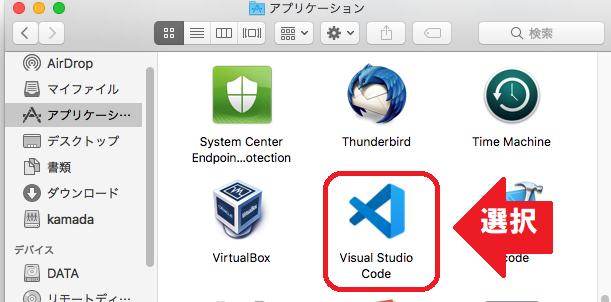 アプリケーション
検索
AirDrop
マイファイル
アプリケーシ…
デスクトップ
書類
ダウンロード
kamada
デバイス
DATA
リモートディ…
System Center
Endpoin...otection
Thunderbird
Time Machine
VirtualBox
Visual Studio
Code
選択
code